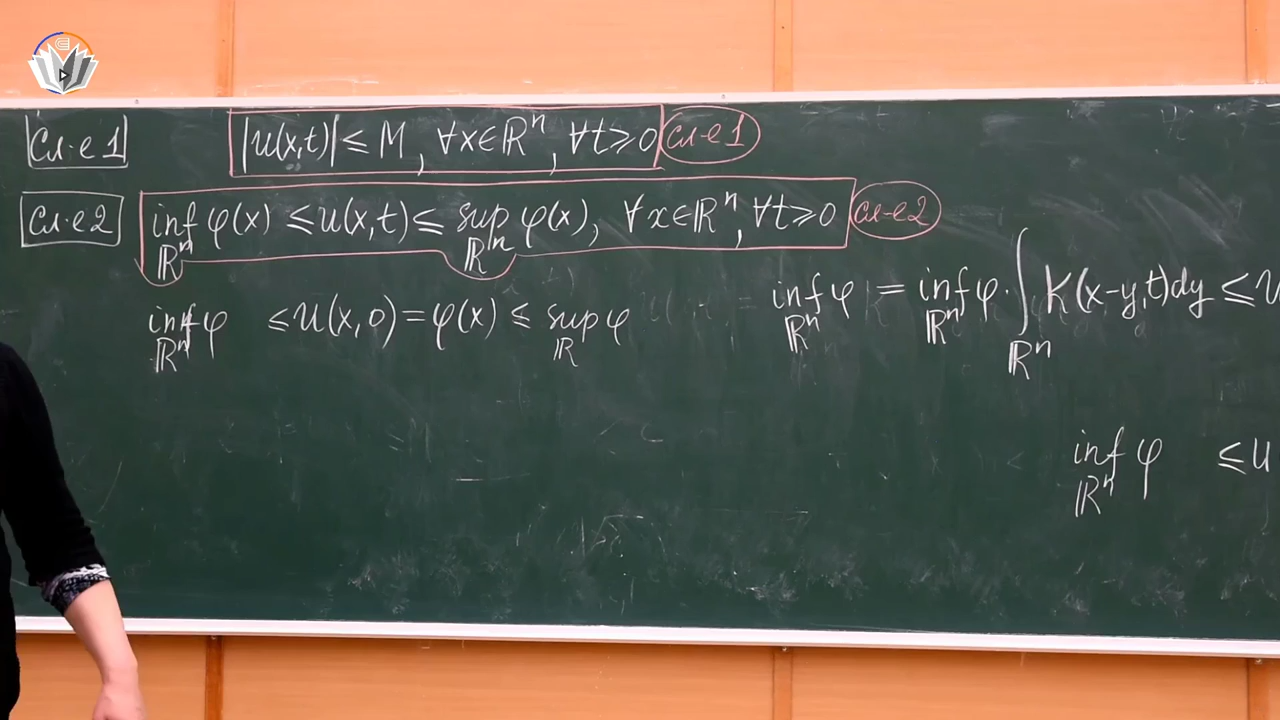 Сл-е 1 |u(x,t)| ≤ M, ∀x∈ℝⁿ, ∀t≥0 сл-е 1
Сл-е 2 inf φ(x) ≤ u(x,t) ≤ sup φ(x), ∀x∈ℝⁿ, ∀t≥0 сл-е 2
ℝⁿ ℝⁿ
inf φ ≤ u(x,0) = φ(x) ≤ sup φ
ℝⁿ ℝ
inf φ = inf φ · ∫ K(x-y,t)dy ≤ u
ℝⁿ ℝⁿ ℝⁿ
inf φ ≤ u
ℝⁿ